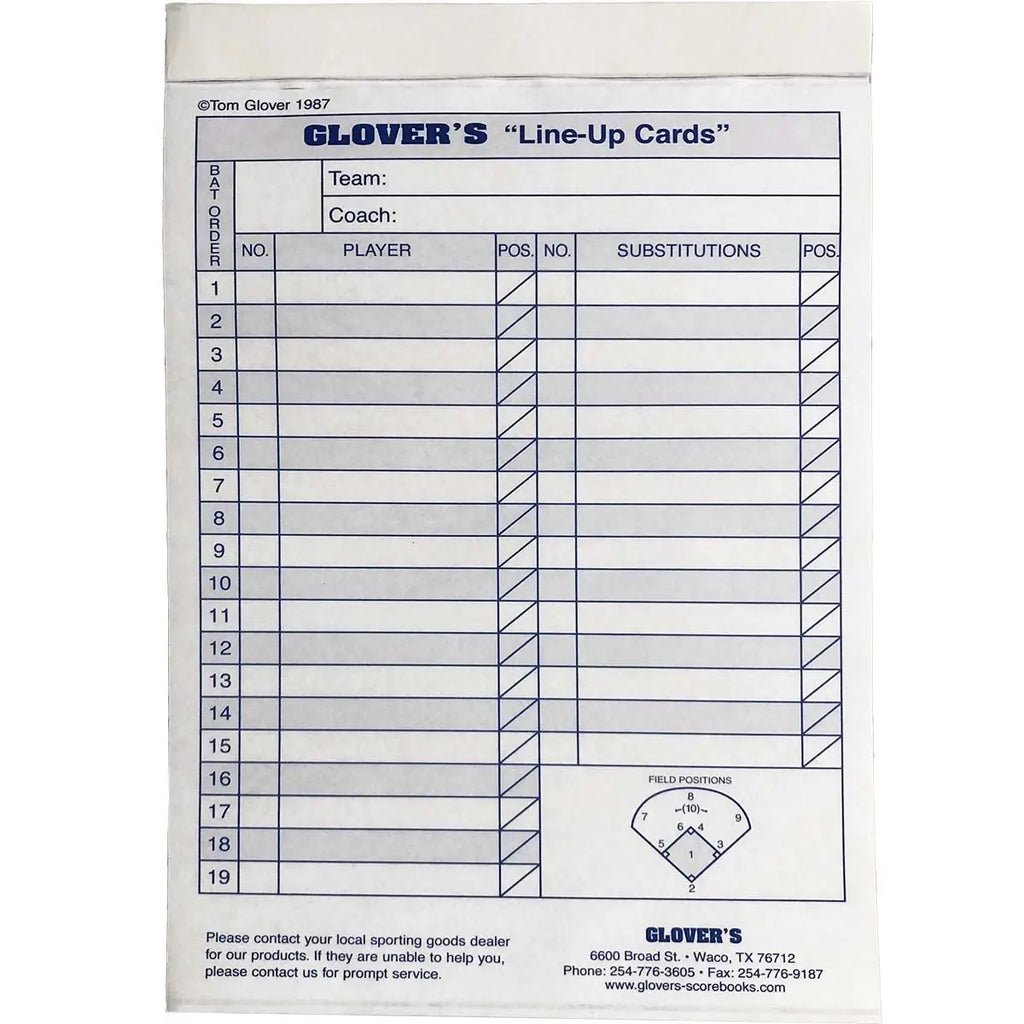 ©Tom Glover 1987
GLOVER'S “Line-Up Cards”
BAT ORDER
Team:
Coach:
NO. PLAYER POS. NO. SUBSTITUTIONS POS.
1
2
3
4
5
6
7
8
9
10
11
12
13
14
15
16
17
18
19
FIELD POSITIONS
8
←(10)→
7 9
6 4
5 3
1
2
Please contact your local sporting goods dealer
for our products. If they are unable to help you,
please contact us for prompt service.
GLOVER'S
6600 Broad St. • Waco, TX 76712
Phone: 254-776-3605 • Fax: 254-776-9187
www.glovers-scorebooks.com